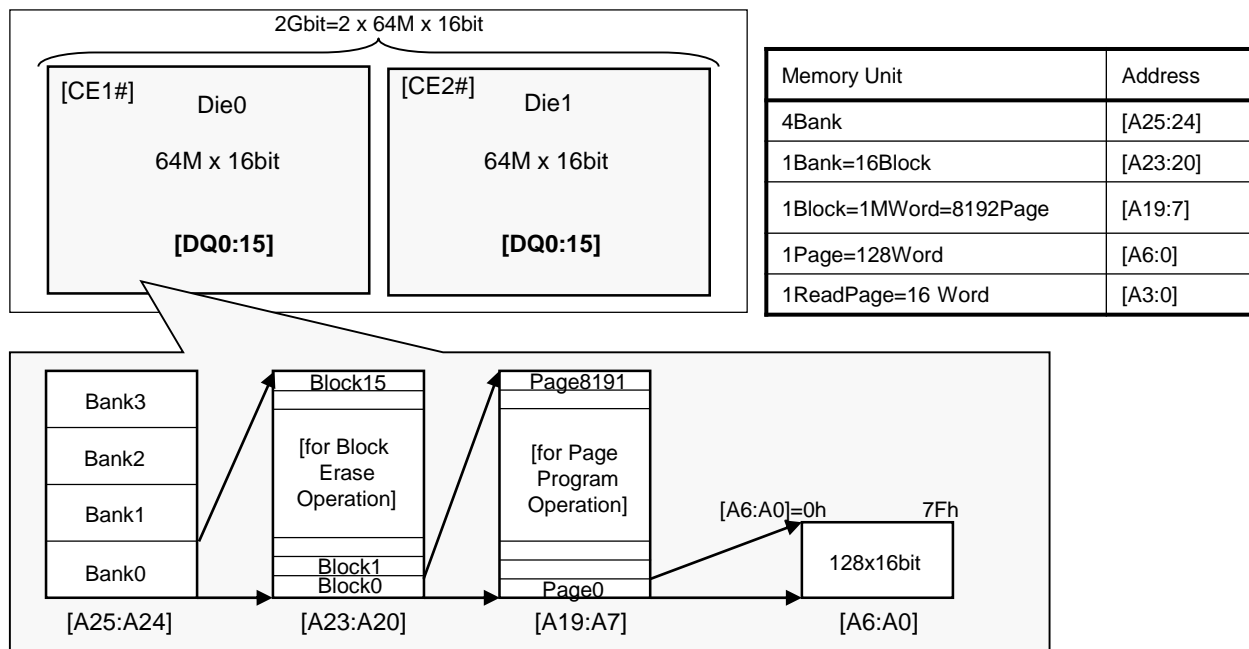 2Gbit=2 x 64M x 16bit
[CE1#]
Die0
64M x 16bit
[DQ0:15]
[CE2#]
Die1
64M x 16bit
[DQ0:15]
Memory Unit Address
4Bank [A25:24]
1Bank=16Block [A23:20]
1Block=1MWord=8192Page [A19:7]
1Page=128Word [A6:0]
1ReadPage=16 Word [A3:0]
Bank3
Bank2
Bank1
Bank0
[A25:A24]
Block15
[for Block
Erase
Operation]
Block1
Block0
[A23:A20]
Page8191
[for Page
Program
Operation]
Page0
[A19:A7]
[A6:A0]=0h 7Fh
128x16bit
[A6:A0]